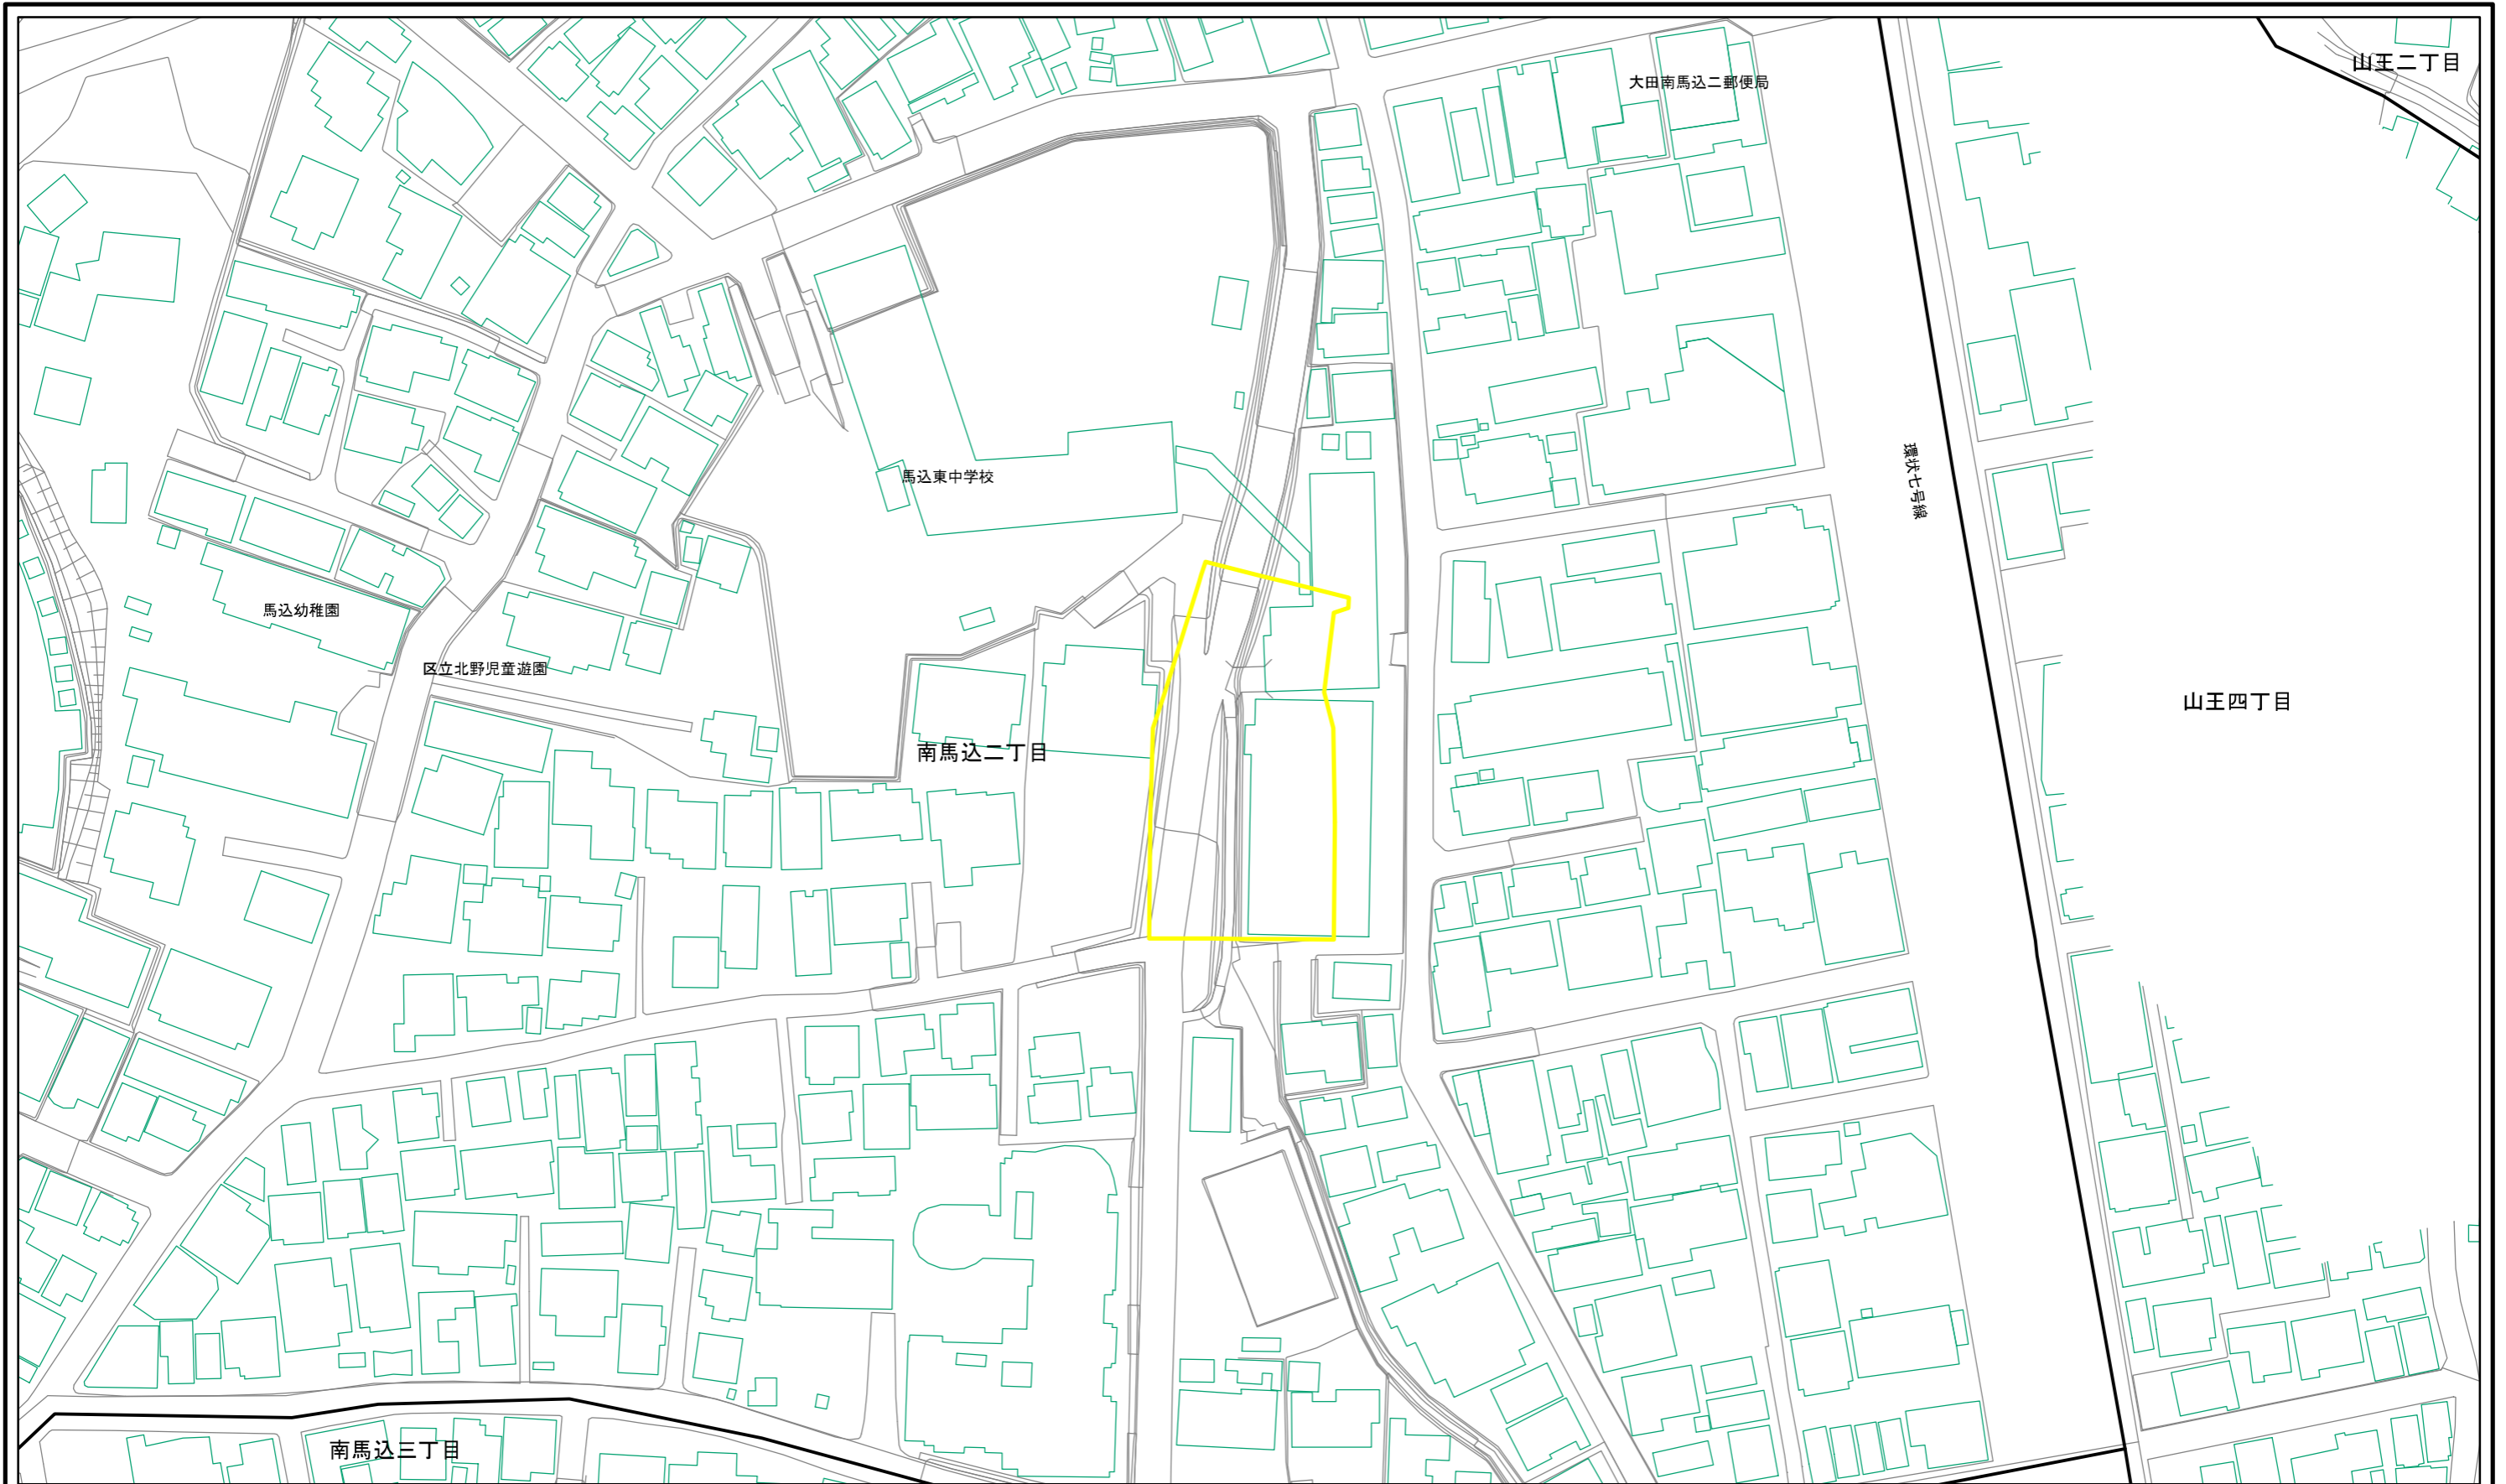 山王二丁目
大田南馬込二郵便局
環状七号線
馬込東中学校
馬込幼稚園
区立北野児童遊園
山王四丁目
南馬込二丁目
南馬込三丁目